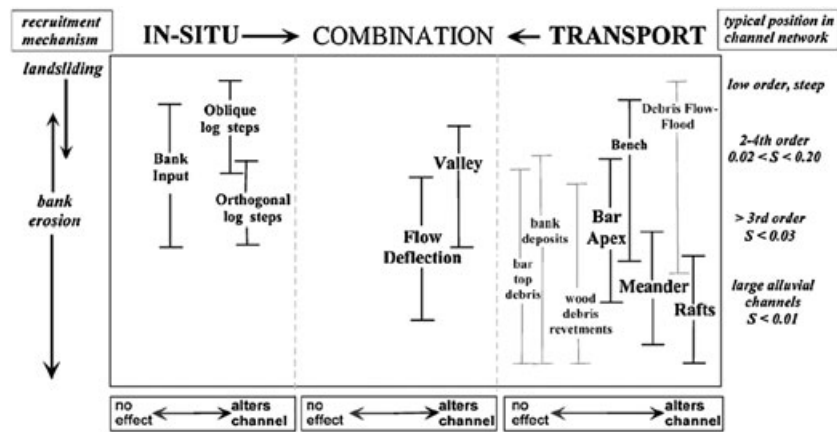 recruitment
mechanism
IN-SITU
COMBINATION
TRANSPORT
typical position in
channel network
landsliding
bank
erosion
Oblique
log steps
Bank
Input
Orthogonal
log steps
Valley
Flow
Deflection
Debris Flow-
Flood
Bench
Bar
Apex
bank
deposits
bar
top
debris
wood
debris
revetments
Meander
Rafts
low order, steep
2-4th order
0.02 < S < 0.20
> 3rd order
S < 0.03
large alluvial
channels
S < 0.01
no
effect
alters
channel
no
effect
alters
channel
no
effect
alters
channel